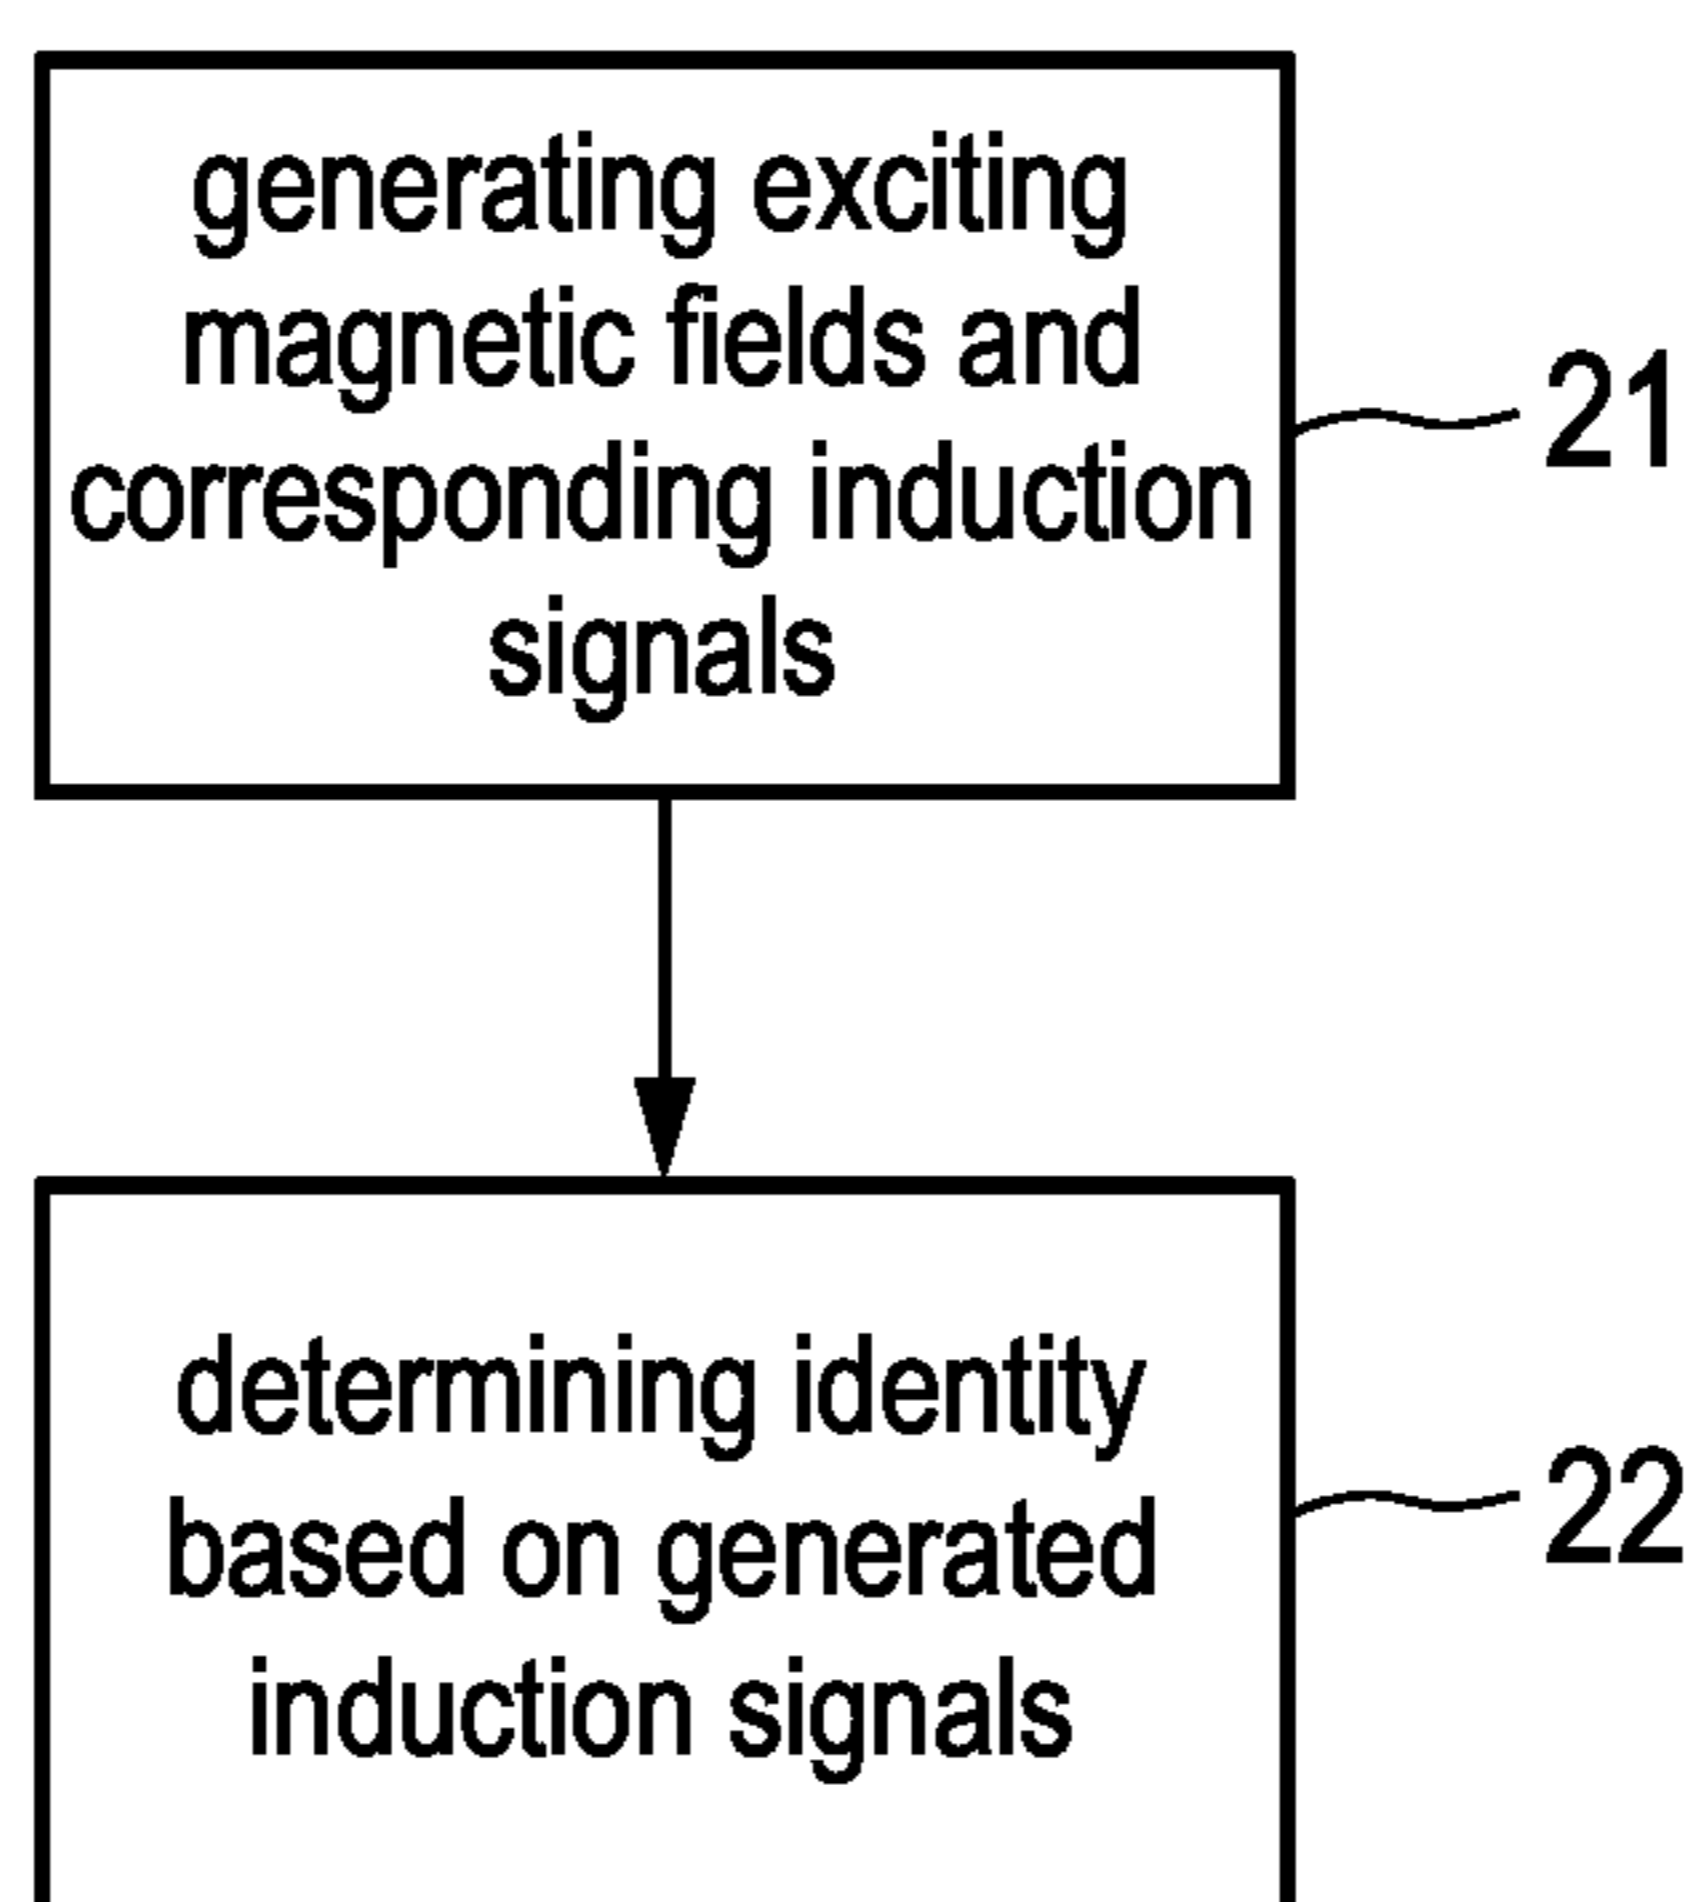 generating exciting
magnetic fields and
corresponding induction
signals
21
determining identity
based on generated
induction signals
22